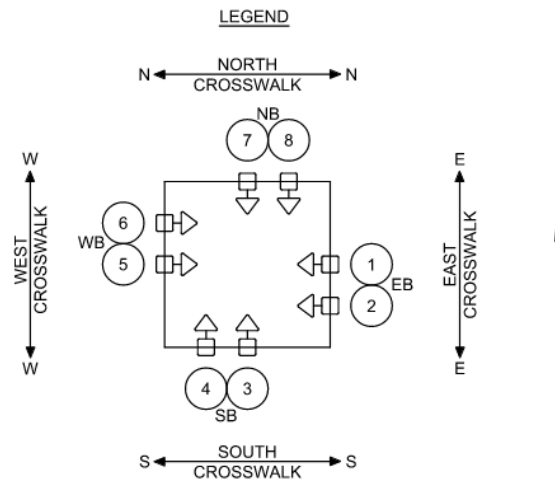 LEGEND
N NORTH N
CROSSWALK
NB
7 8
W
E
6
WB
5
WEST
CROSSWALK
1
EB
2
EAST
CROSSWALK
W
E
4 3
SB
S SOUTH S
CROSSWALK